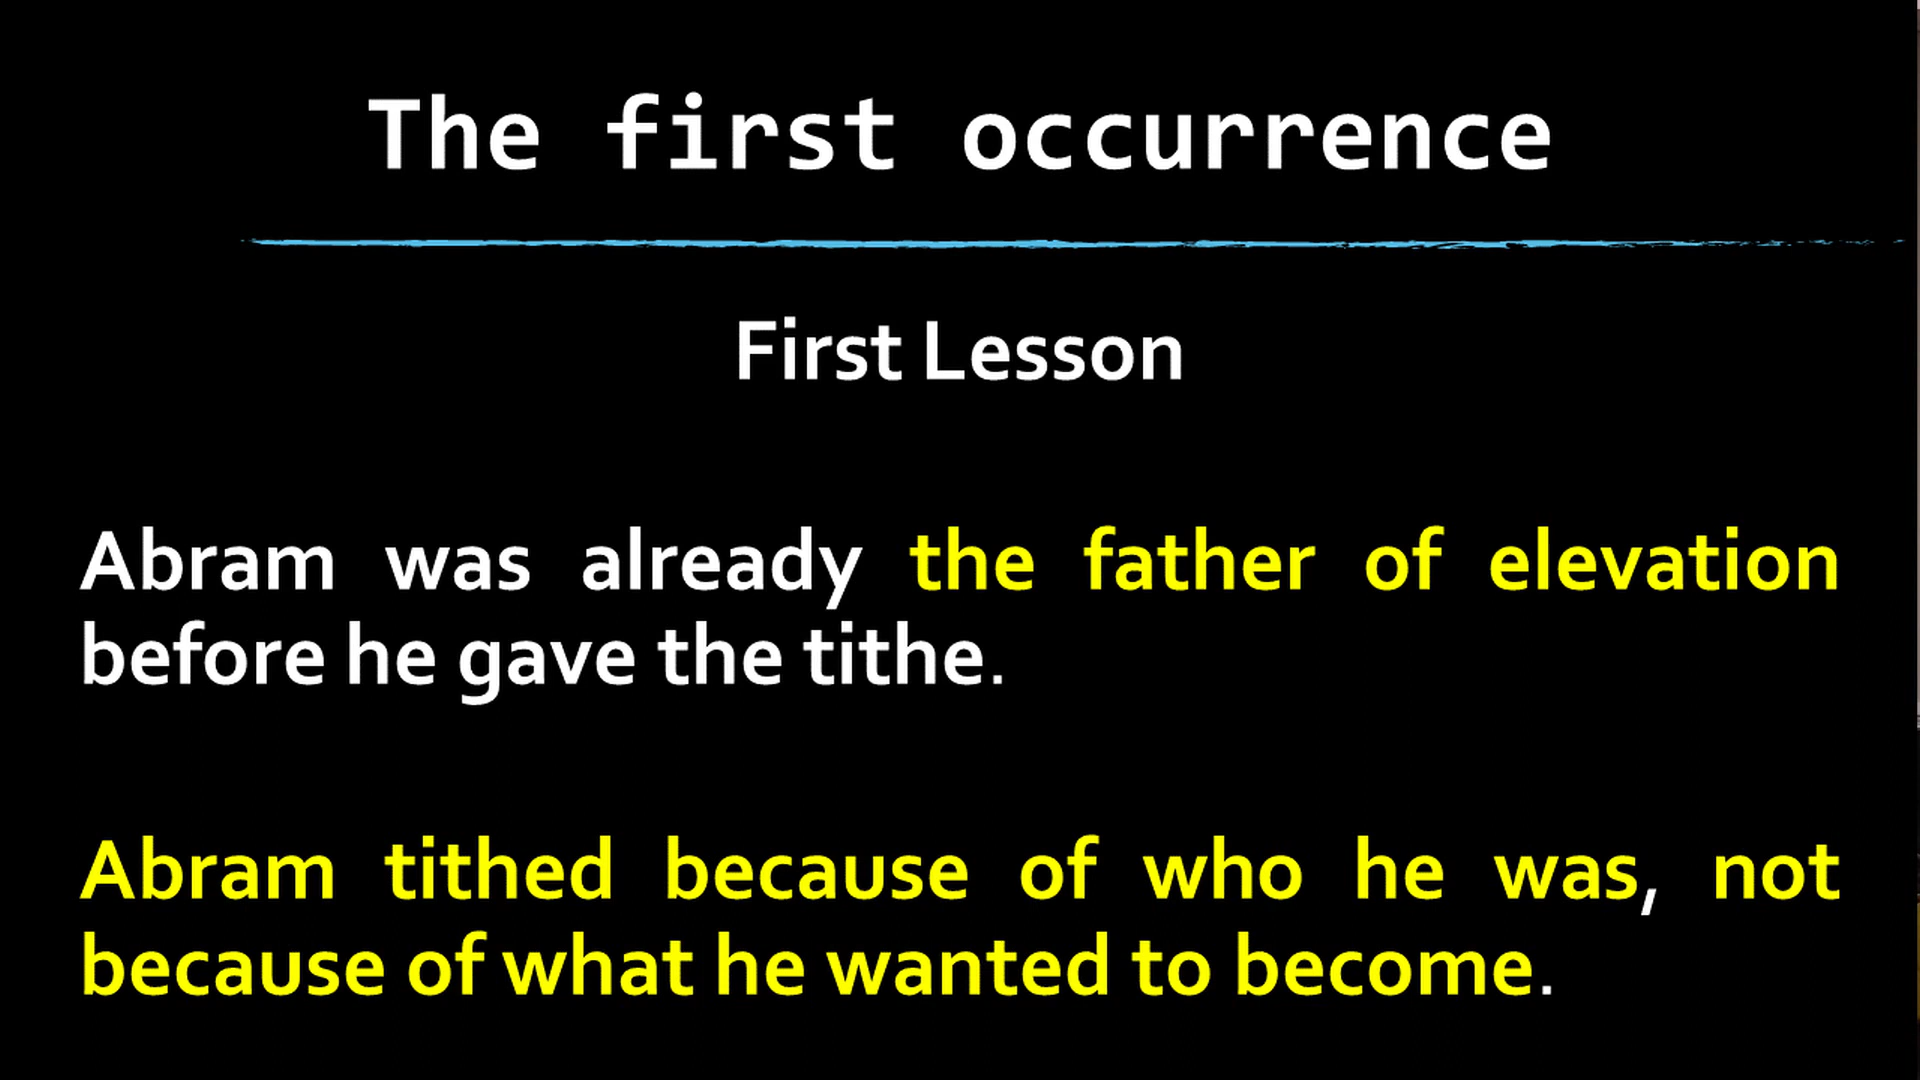 The first occurrence
First Lesson
Abram was already the father of elevation
before he gave the tithe.
Abram tithed because of who he was, not
because of what he wanted to become.